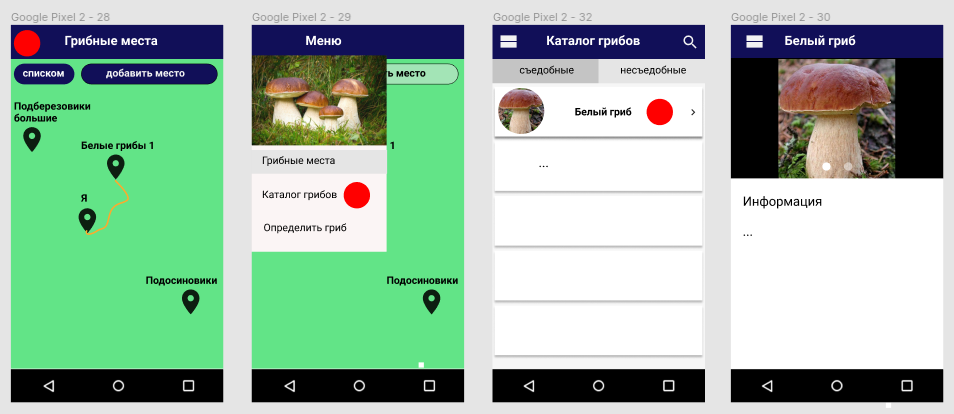 Google Pixel 2 - 28
Грибные места
списком
добавить место
Подберезовики
большие
Белые грибы 1
Я
Подосиновики
Google Pixel 2 - 29
Меню
ь место
1
Грибные места
Каталог грибов
Определить гриб
Подосиновики
Google Pixel 2 - 32
Каталог грибов
съедобные
несъедобные
Белый гриб
...
Google Pixel 2 - 30
Белый гриб
Информация
...